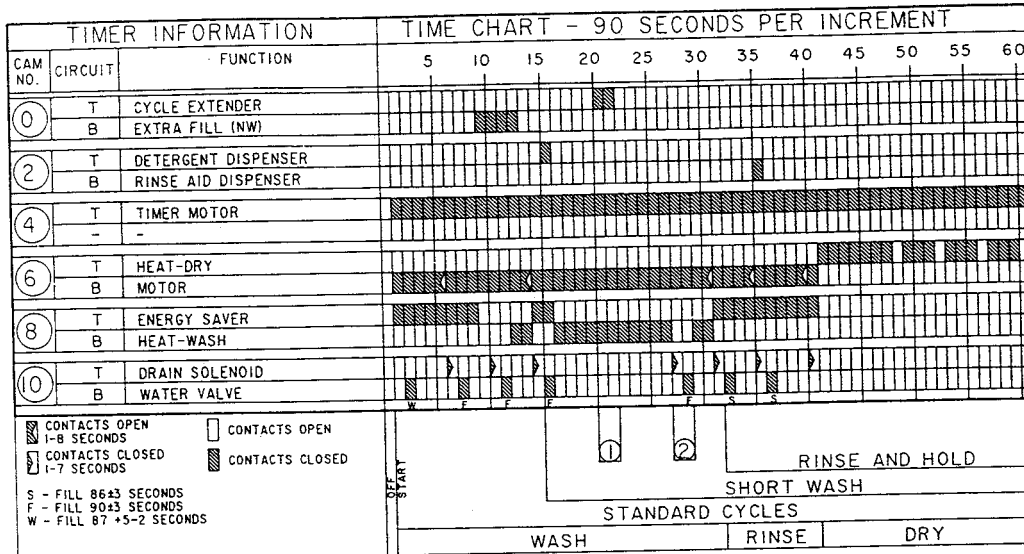 TIMER INFORMATION
TIME CHART - 90 SECONDS PER INCREMENT
CAM NO. CIRCUIT FUNCTION 5 10 15 20 25 30 35 40 45 50 55 60
0 T CYCLE EXTENDER
B EXTRA FILL (NW)
2 T DETERGENT DISPENSER
B RINSE AID DISPENSER
4 T TIMER MOTOR
- -
6 T HEAT-DRY
B MOTOR
8 T ENERGY SAVER
B HEAT-WASH
10 T DRAIN SOLENOID
B WATER VALVE
W F F F F S S
CONTACTS OPEN
1-8 SECONDS
CONTACTS OPEN
CONTACTS CLOSED
1-7 SECONDS
CONTACTS CLOSED
S - FILL 86±3 SECONDS
F - FILL 90±3 SECONDS
W - FILL 87 +5-2 SECONDS
OFF
START
1 2
RINSE AND HOLD
SHORT WASH
STANDARD CYCLES
WASH RINSE DRY